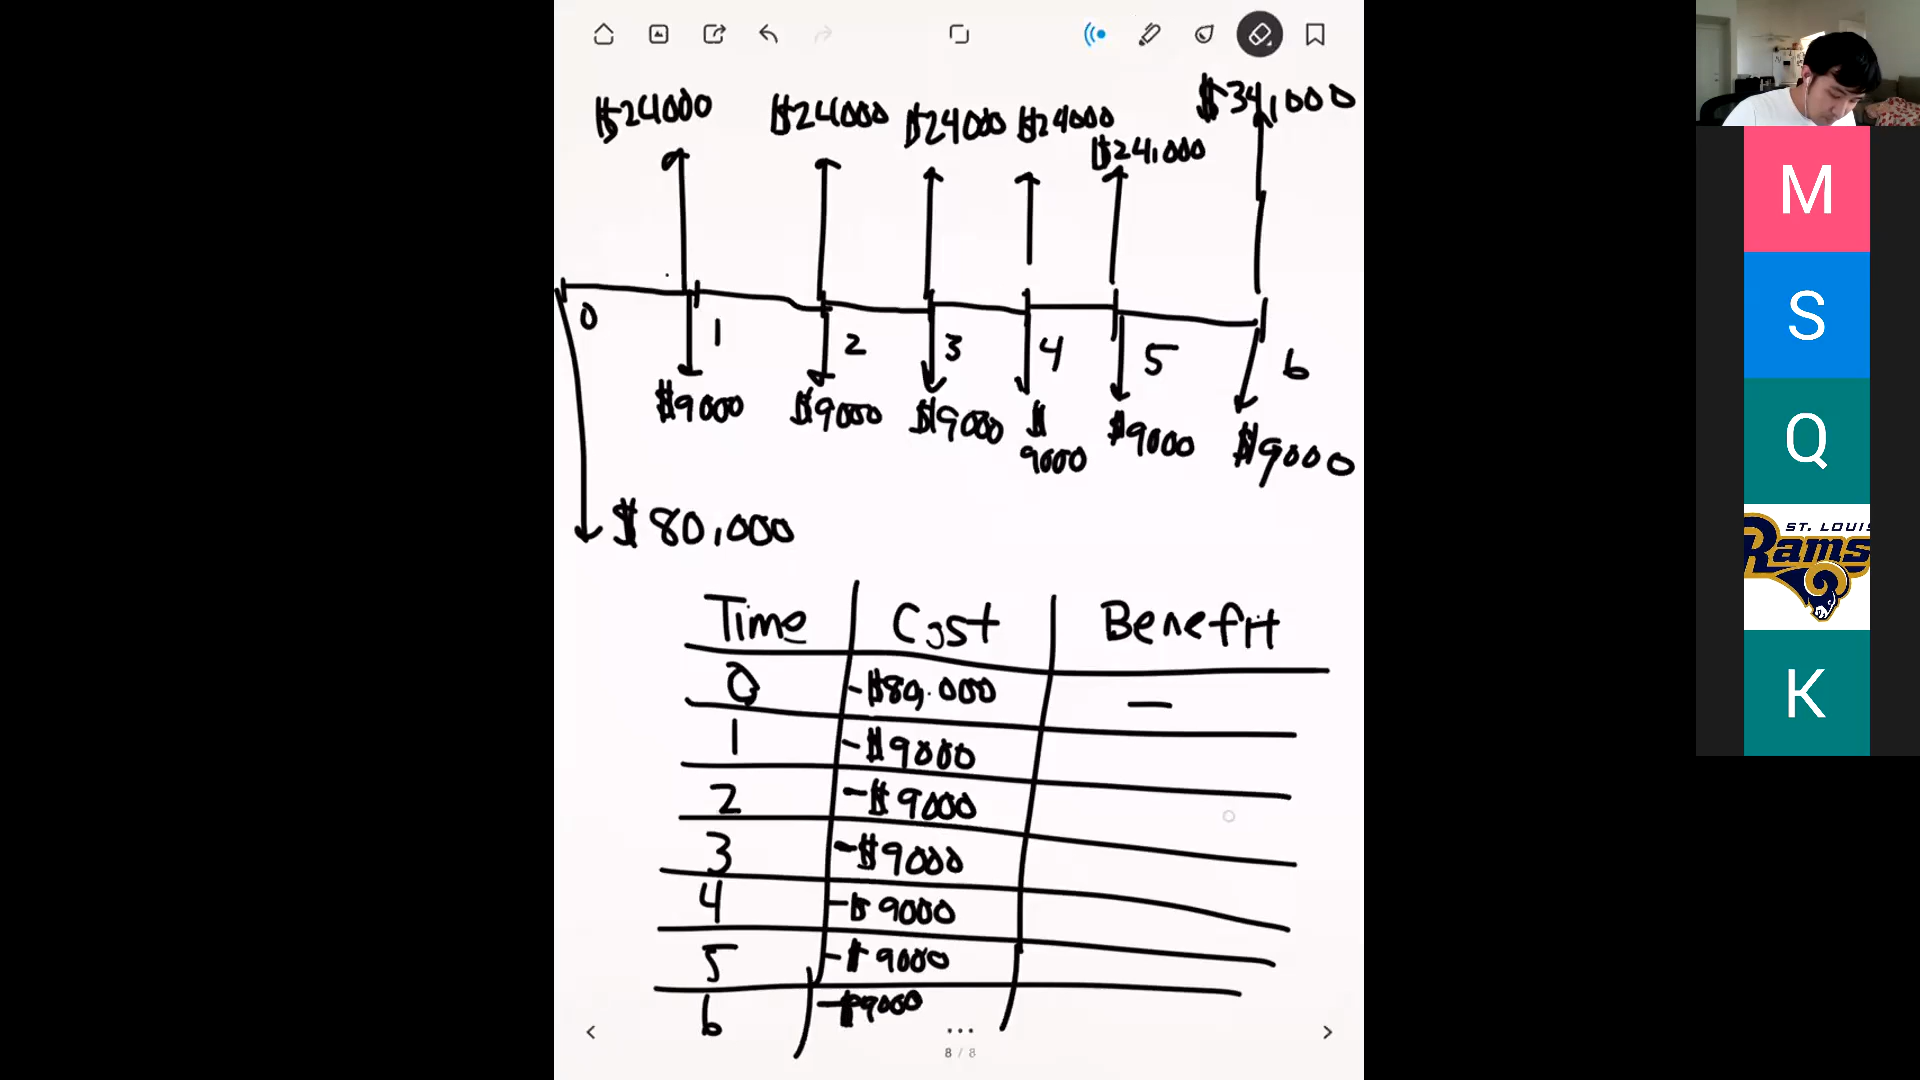 $24000 $24000 $24000 $24000 $34,000
$24,000
0 1 2 3 4 5 6
$9000 $9000 $9000 $ $9000 $9000
9000
$80,000
Time Cost Benefit
0 -$80,000 —
1 -$9000
2 -$9000
3 -$9000
4 -$9000
5 -$9000
6 -$9000
8 / 8
M
S
Q
ST. LOUIS
Rams
K